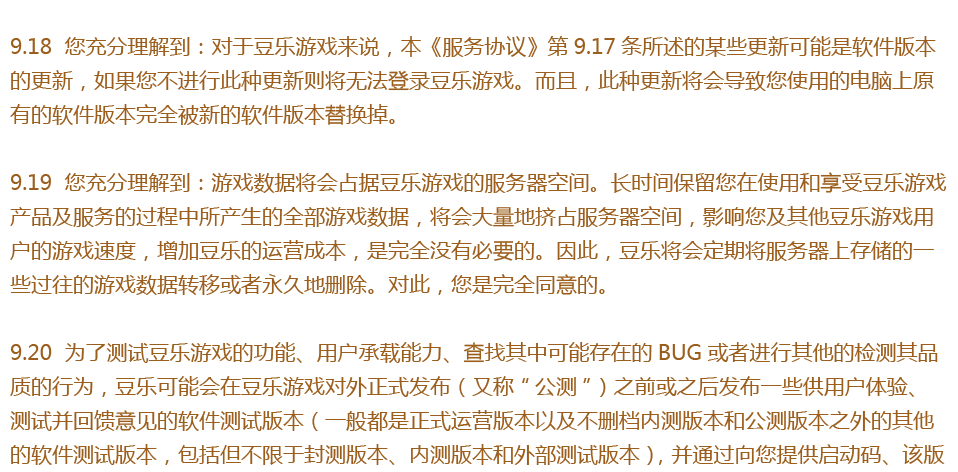 9.18 您充分理解到：对于豆乐游戏来说，本《服务协议》第 9.17 条所述的某些更新可能是软件版本
的更新，如果您不进行此种更新则将无法登录豆乐游戏。而且，此种更新将会导致您使用的电脑上原
有的软件版本完全被新的软件版本替换掉。
9.19 您充分理解到：游戏数据将会占据豆乐游戏的服务器空间。长时间保留您在使用和享受豆乐游戏
产品及服务的过程中所产生的全部游戏数据，将会大量地挤占服务器空间，影响您及其他豆乐游戏用
户的游戏速度，增加豆乐的运营成本，是完全没有必要的。因此，豆乐将会定期将服务器上存储的一
些过往的游戏数据转移或者永久地删除。对此，您是完全同意的。
9.20 为了测试豆乐游戏的功能、用户承载能力、查找其中可能存在的 BUG 或者进行其他的检测其品
质的行为，豆乐可能会在豆乐游戏对外正式发布（又称＂公测＂）之前或之后发布一些供用户体验、
测试并回馈意见的软件测试版本（一般都是正式运营版本以及不删档内测版本和公测版本之外的其他
的软件测试版本，包括但不限于封测版本、内测版本和外部测试版本），并通过向您提供启动码、该版